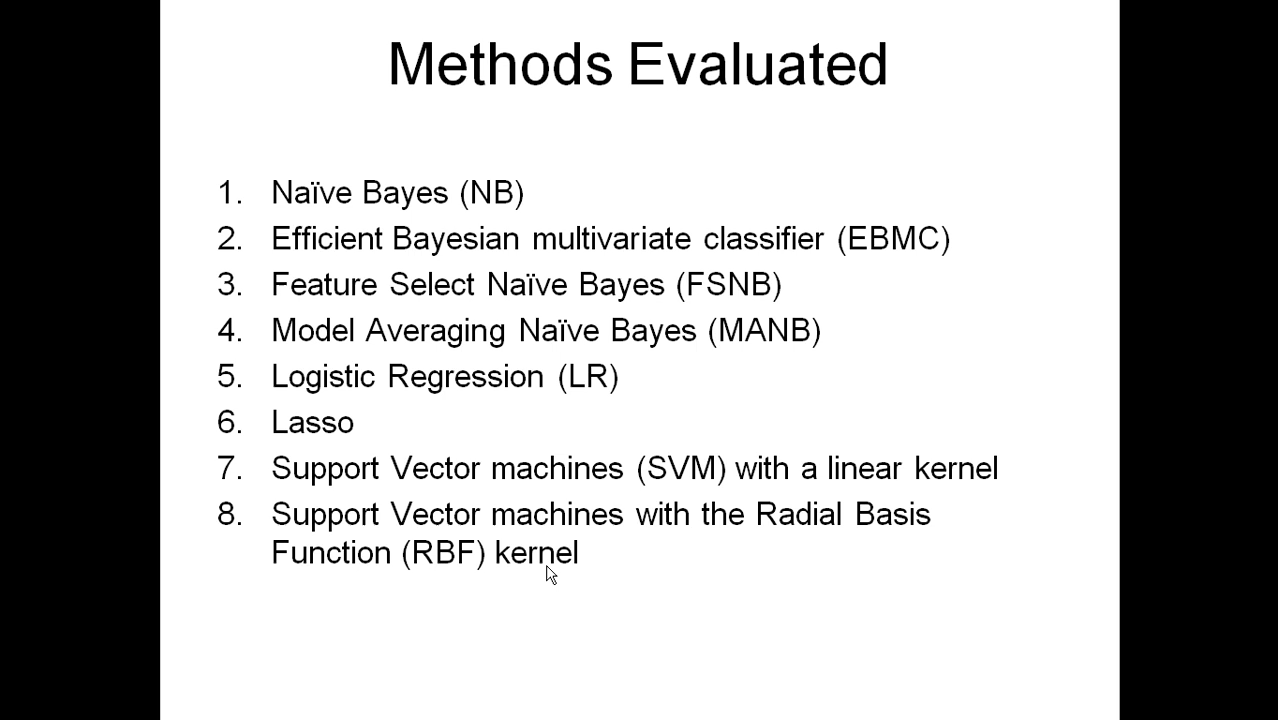 Methods Evaluated
1. Naïve Bayes (NB)
2. Efficient Bayesian multivariate classifier (EBMC)
3. Feature Select Naïve Bayes (FSNB)
4. Model Averaging Naïve Bayes (MANB)
5. Logistic Regression (LR)
6. Lasso
7. Support Vector machines (SVM) with a linear kernel
8. Support Vector machines with the Radial Basis
Function (RBF) kernel